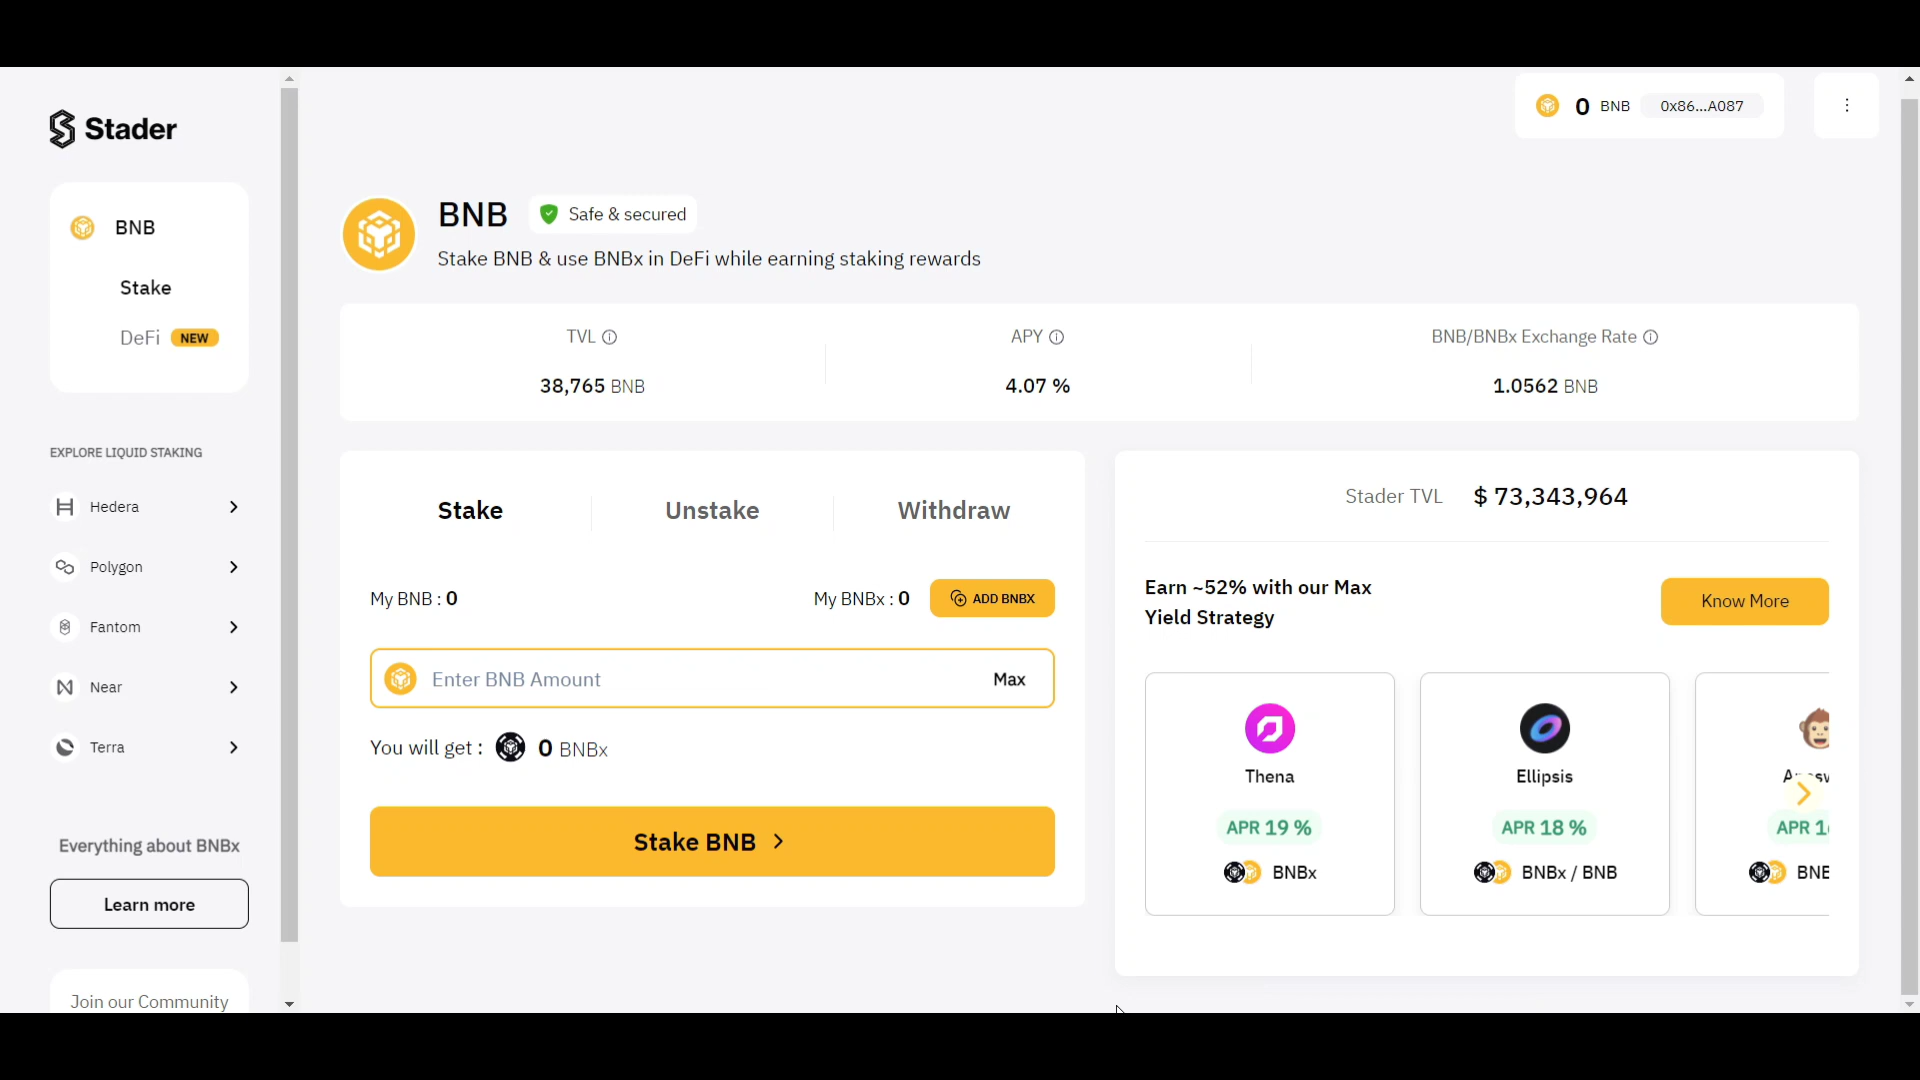 Stader
0 BNB 0x86...A087
BNB
Stake
DeFi NEW
EXPLORE LIQUID STAKING
Hedera
Polygon
Fantom
Near
Terra
Everything about BNBx
Learn more
Join our Community
BNB Safe & secured
Stake BNB & use BNBx in DeFi while earning staking rewards
TVL
38,765 BNB
APY
4.07 %
BNB/BNBx Exchange Rate
1.0562 BNB
Stake Unstake Withdraw
My BNB : 0 My BNBx : 0 ADD BNBX
Enter BNB Amount Max
You will get : 0 BNBx
Stake BNB
Stader TVL $ 73,343,964
Earn ~52% with our Max
Yield Strategy
Know More
Thena
APR 19 %
BNBx
Ellipsis
APR 18 %
BNBx / BNB
APR